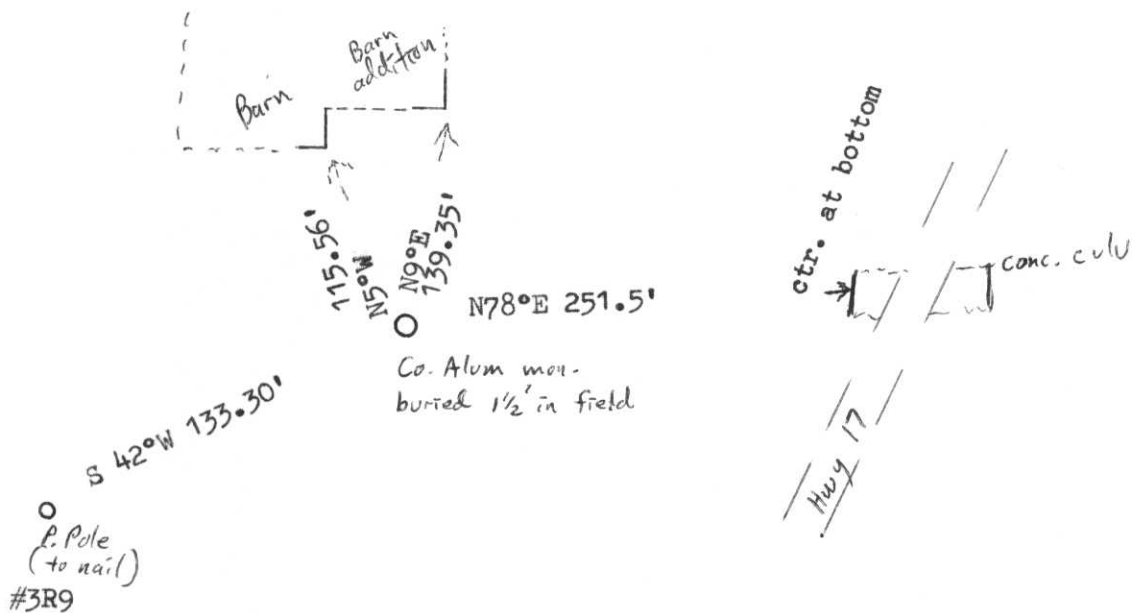 Barn
Barn
addition
ctr. at bottom
conc. culv
115.56'
N5°W
N9°E
139.35'
N78°E 251.5'
Co. Alum mon.
buried 1½' in field
S 42°W 133.30'
Hwy 17
P. Pole
(to nail)
#3R9